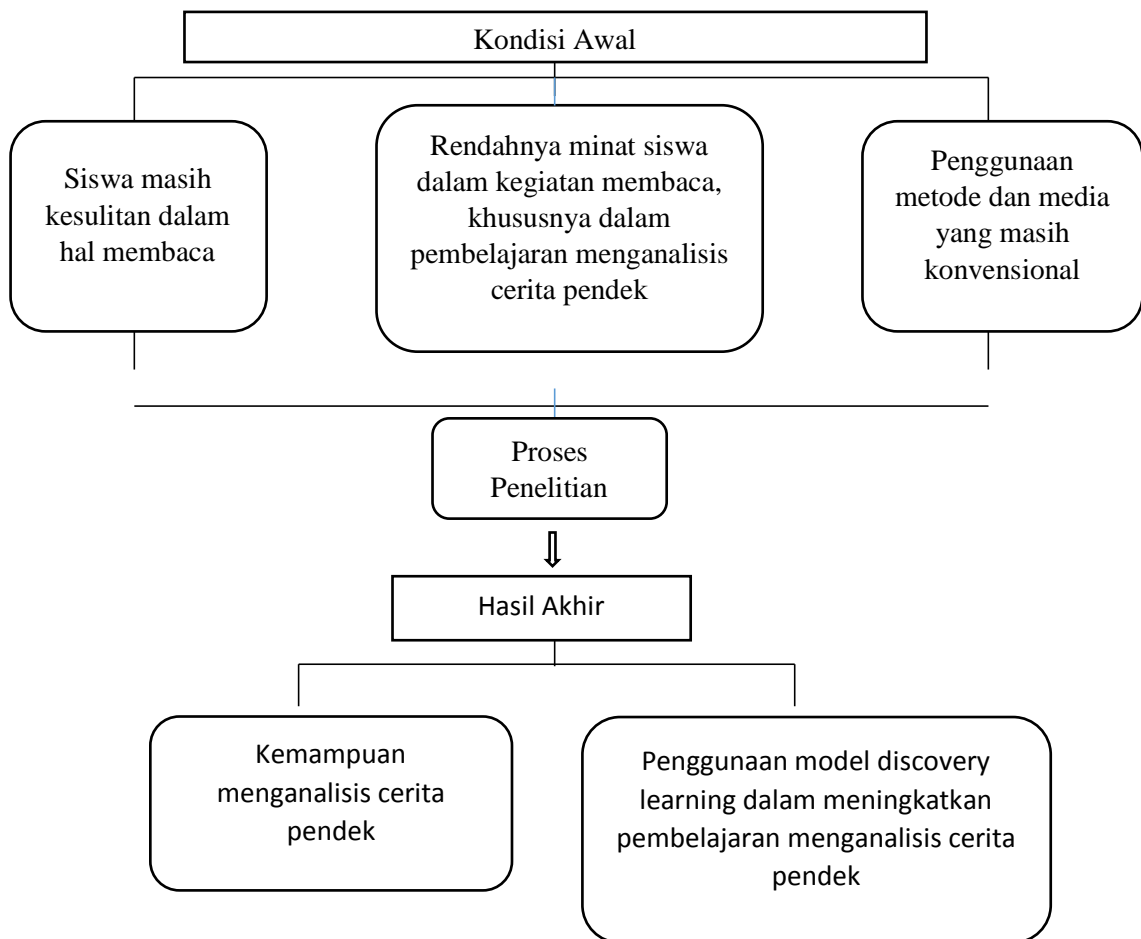 Kondisi Awal
Siswa masih
kesulitan dalam
hal membaca
Rendahnya minat siswa
dalam kegiatan membaca,
khususnya dalam
pembelajaran menganalisis
cerita pendek
Penggunaan
metode dan media
yang masih
konvensional
Proses
Penelitian
Hasil Akhir
Kemampuan
menganalisis cerita
pendek
Penggunaan model discovery
learning dalam meningkatkan
pembelajaran menganalisis cerita
pendek